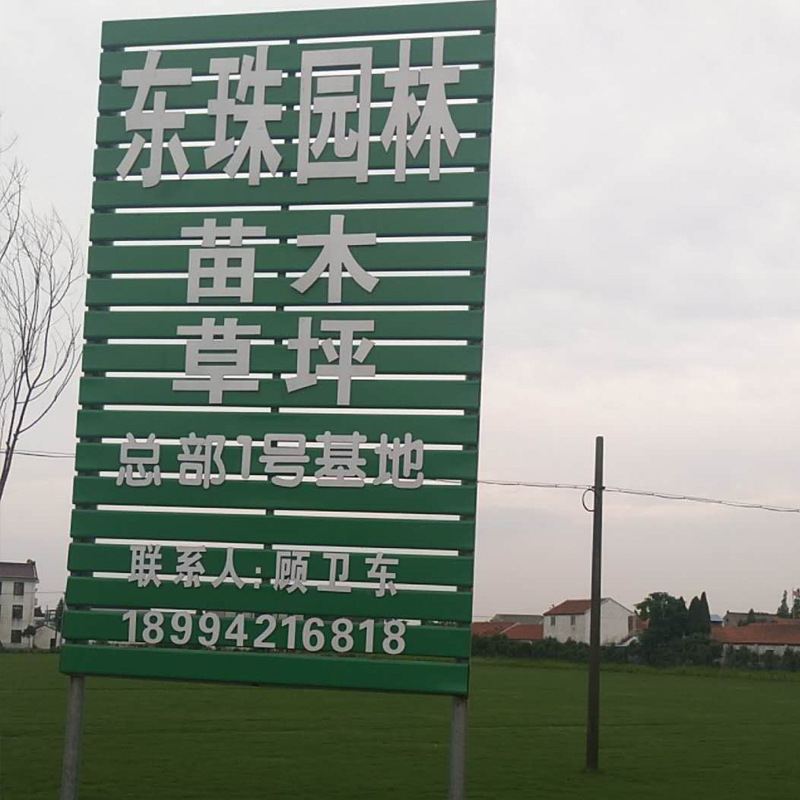 东珠园林
苗木
草坪
总部1号基地
联系人:顾卫东
18994216818